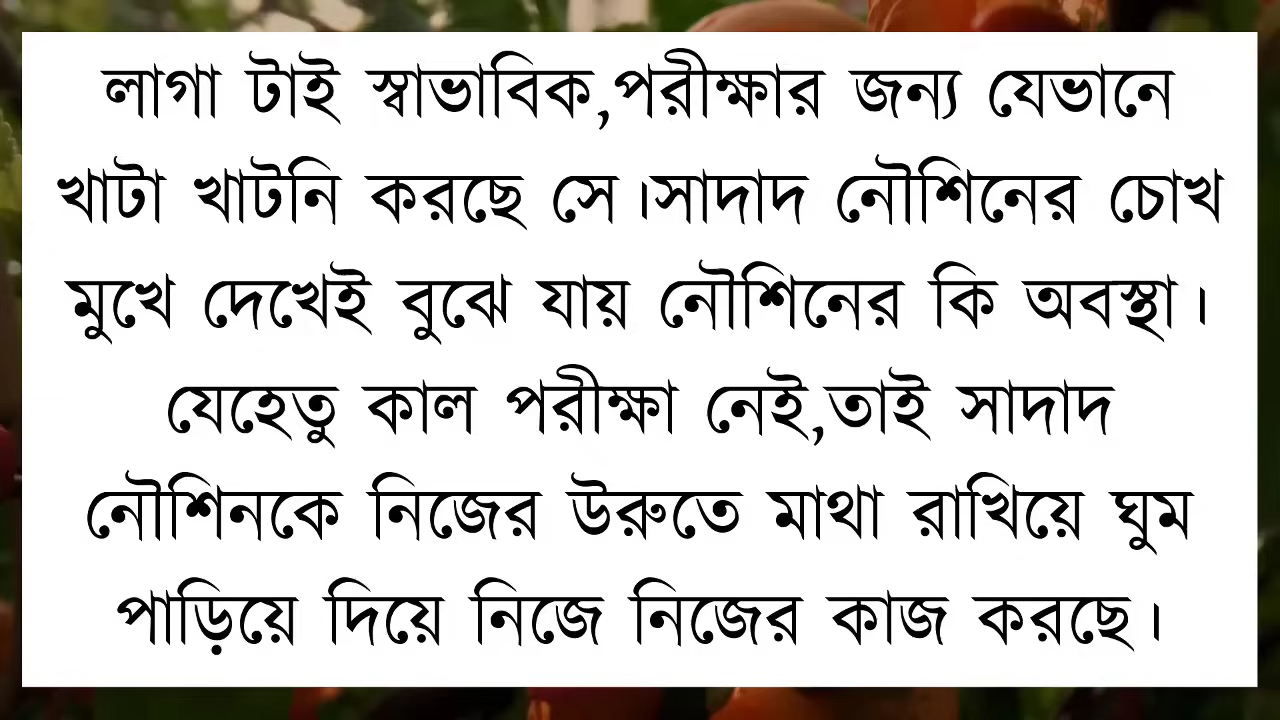 লাগা টাই স্বাভাবিক,পরীক্ষার জন্য যেভানে
খাটা খাটনি করছে সে।সাদাদ নৌশিনের চোখ
মুখে দেখেই বুঝে যায় নৌশিনের কি অবস্থা।
যেহেতু কাল পরীক্ষা নেই,তাই সাদাদ
নৌশিনকে নিজের উরুতে মাথা রাখিয়ে ঘুম
পাড়িয়ে দিয়ে নিজে নিজের কাজ করছে।